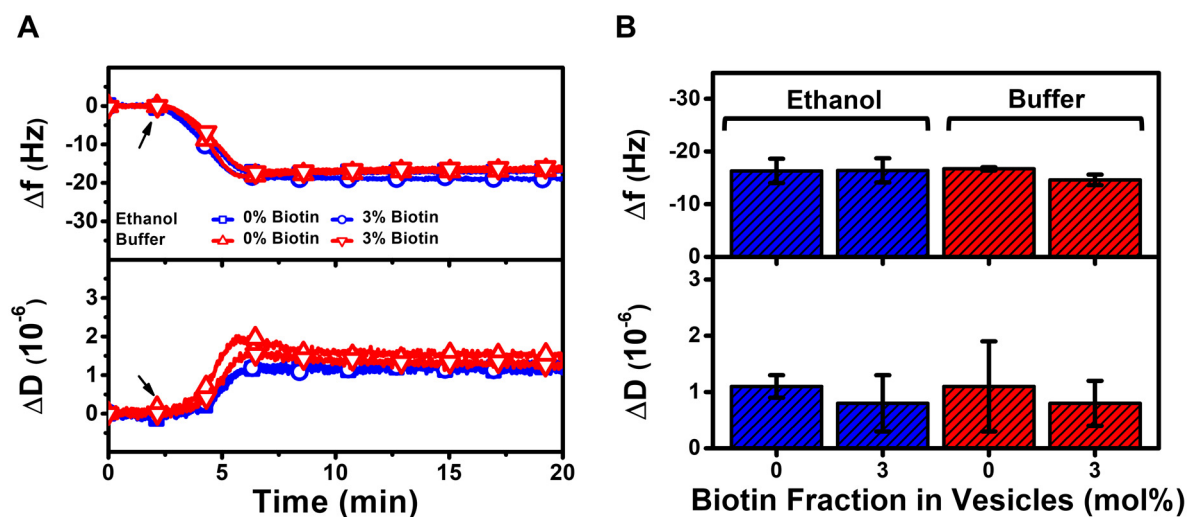 A
Δf (Hz)
0
-10
-20
-30
Ethanol 0% Biotin 3% Biotin
Buffer 0% Biotin 3% Biotin
ΔD (10⁻⁶)
3
2
1
0
0 5 10 15 20
Time (min)
B
Δf (Hz)
-30
-20
-10
0
Ethanol Buffer
ΔD (10⁻⁶)
3
2
1
0
0 3 0 3
Biotin Fraction in Vesicles (mol%)